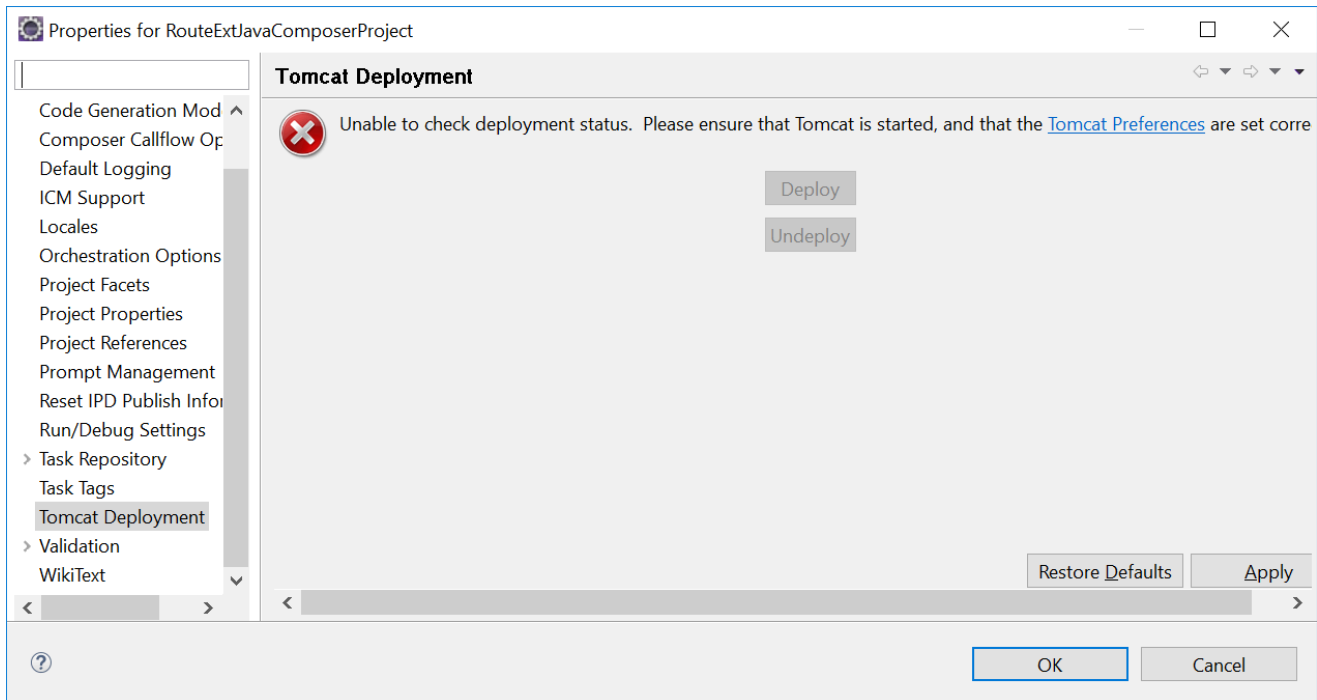 Properties for RouteExtJavaComposerProject
Code Generation Mod
Composer Callflow Op
Default Logging
ICM Support
Locales
Orchestration Options
Project Facets
Project Properties
Project References
Prompt Management
Reset IPD Publish Infor
Run/Debug Settings
Task Repository
Task Tags
Tomcat Deployment
Validation
WikiText
Tomcat Deployment
Unable to check deployment status.  Please ensure that Tomcat is started, and that the Tomcat Preferences are set corre
Deploy
Undeploy
Restore Defaults
Apply
OK
Cancel